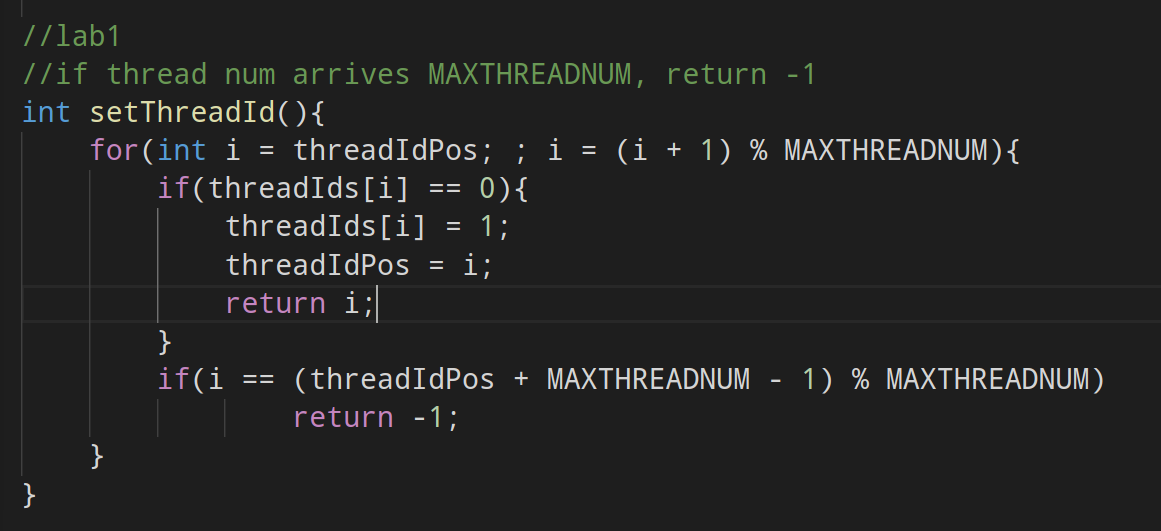 //lab1
//if thread num arrives MAXTHREADNUM, return -1
int setThreadId(){
    for(int i = threadIdPos; ; i = (i + 1) % MAXTHREADNUM){
        if(threadIds[i] == 0){
            threadIds[i] = 1;
            threadIdPos = i;
            return i;
        }
        if(i == (threadIdPos + MAXTHREADNUM - 1) % MAXTHREADNUM)
                return -1;
    }
}